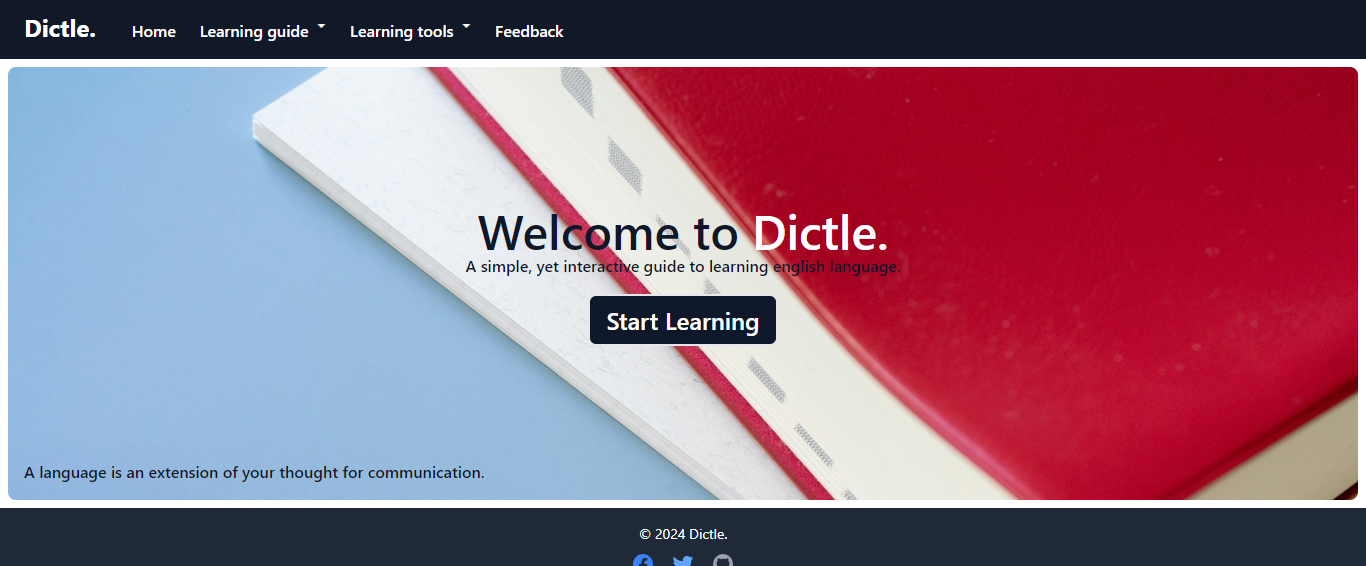 Dictle. Home Learning guide Learning tools Feedback
Welcome to Dictle.
A simple, yet interactive guide to learning english language.
Start Learning
A language is an extension of your thought for communication.
© 2024 Dictle.